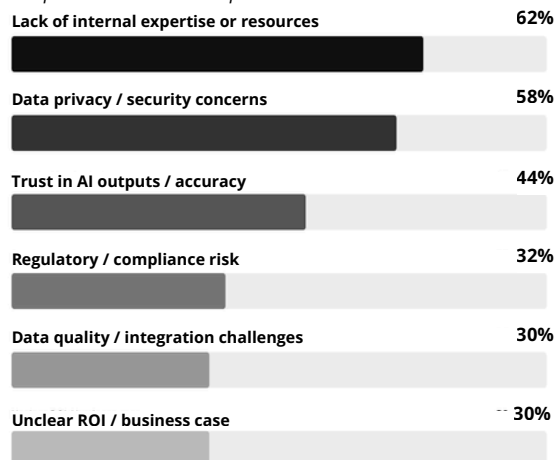 Lack of internal expertise or resources 62%
Data privacy / security concerns 58%
Trust in AI outputs / accuracy 44%
Regulatory / compliance risk 32%
Data quality / integration challenges 30%
Unclear ROI / business case 30%